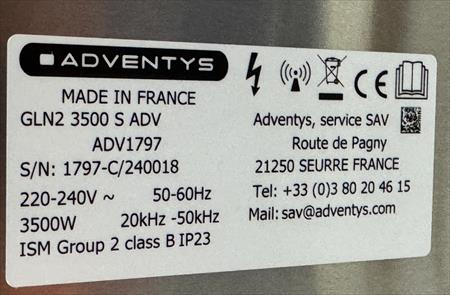 ADVENTYS
MADE IN FRANCE
GLN2 3500 S ADV
ADV1797
S/N: 1797-C/240018
220-240V ~ 50-60Hz
3500W 20kHz -50kHz
ISM Group 2 class B IP23
CE
Adventys, service SAV
Route de Pagny
21250 SEURRE FRANCE
Tel: +33 (0)3 80 20 46 15
Mail: sav@adventys.com